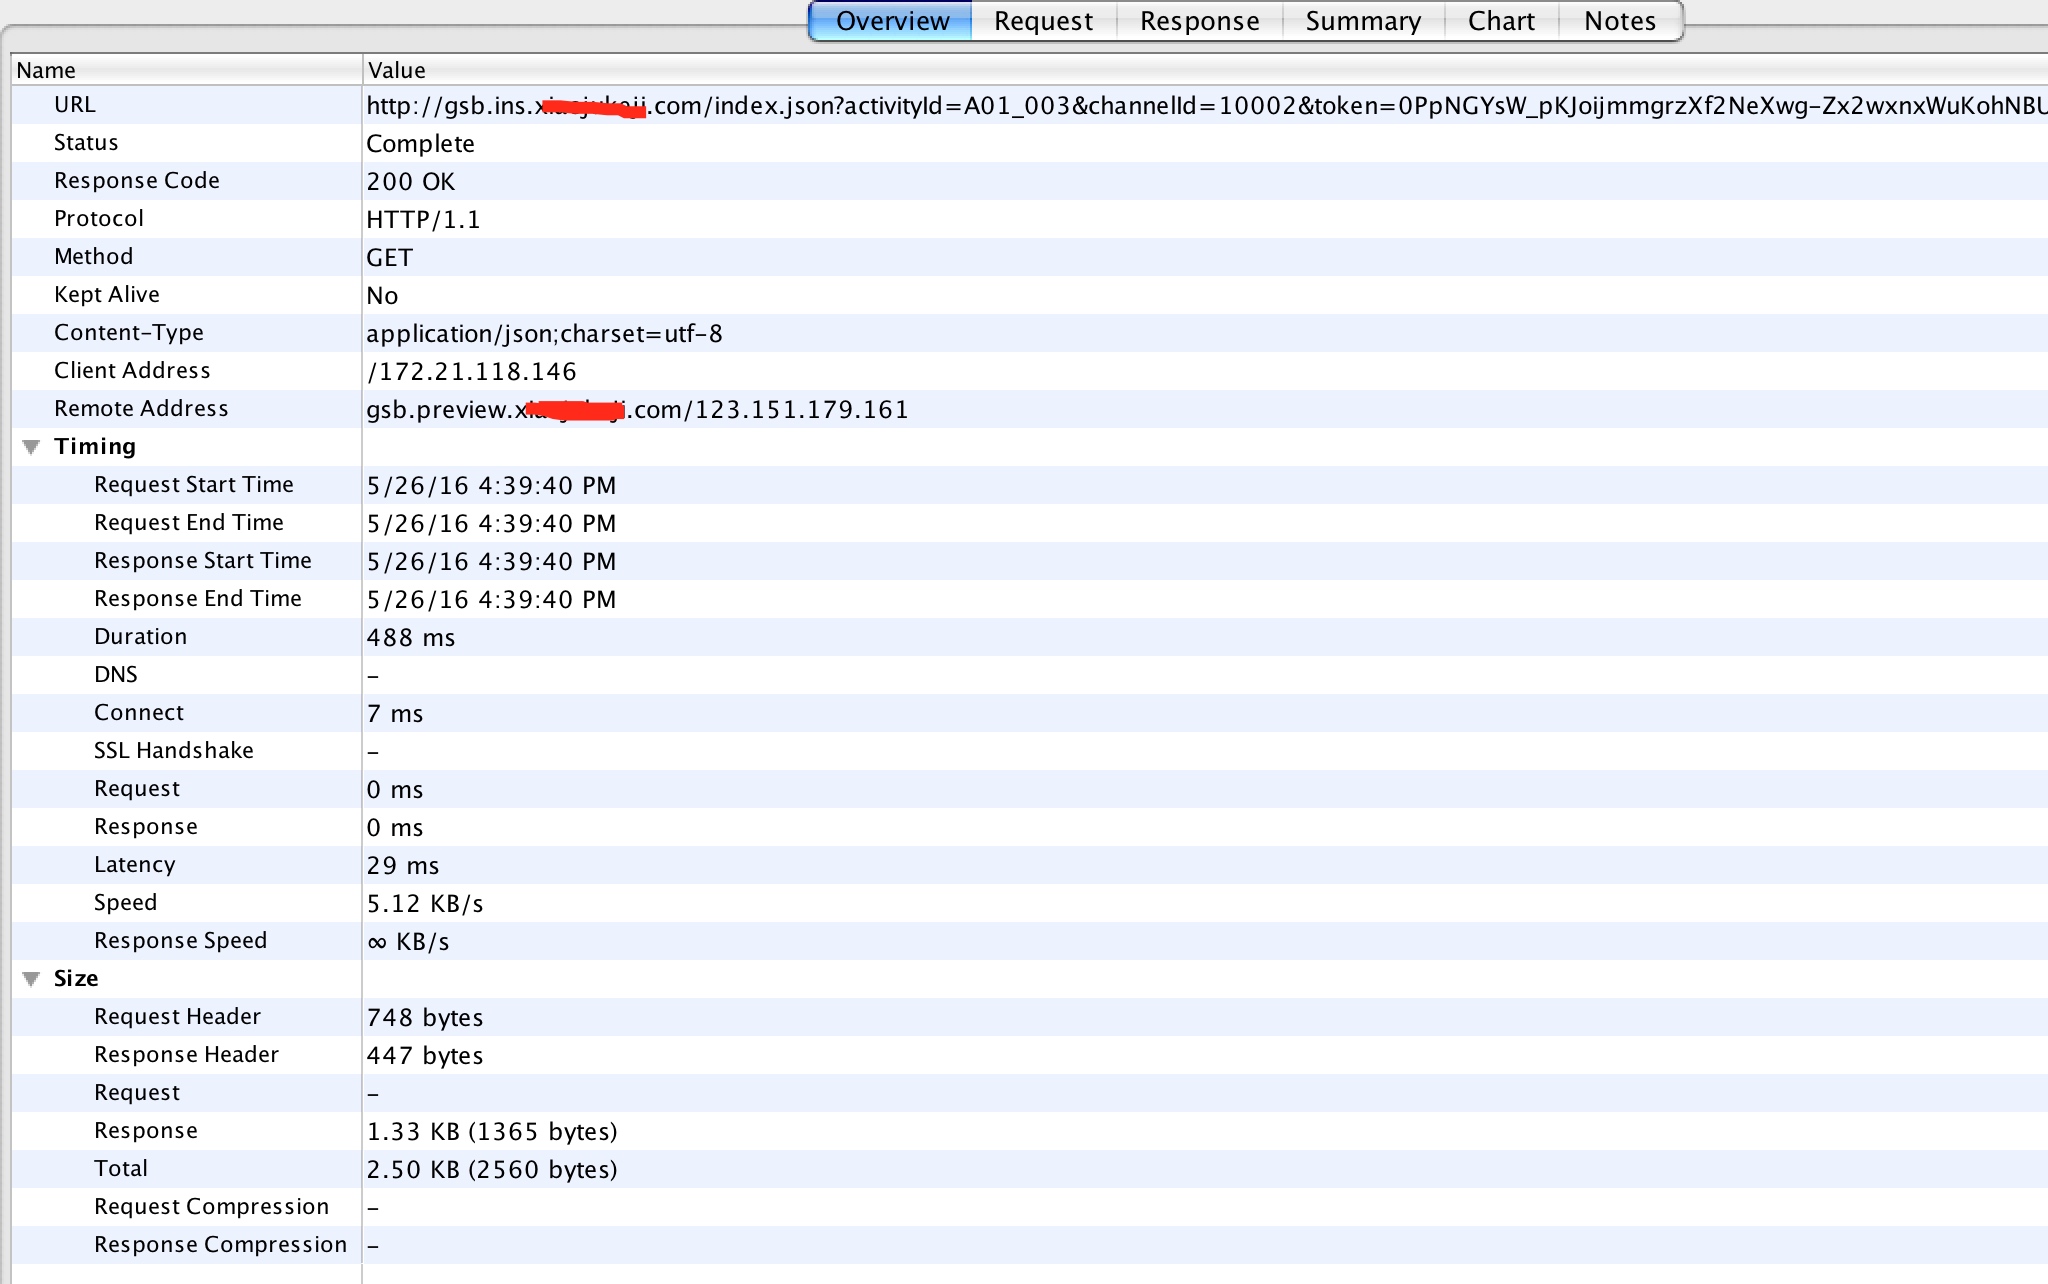 Overview Request Response Summary Chart Notes
Name Value
URL http://gsb.ins. .com/index.json?activityId=A01_003&channelId=10002&token=0PpNGYsW_pKJoijmmgrzXf2NeXwg-Zx2wxnxWuKohNBU
Status Complete
Response Code 200 OK
Protocol HTTP/1.1
Method GET
Kept Alive No
Content-Type application/json;charset=utf-8
Client Address /172.21.118.146
Remote Address gsb.preview. .com/123.151.179.161
Timing
Request Start Time 5/26/16 4:39:40 PM
Request End Time 5/26/16 4:39:40 PM
Response Start Time 5/26/16 4:39:40 PM
Response End Time 5/26/16 4:39:40 PM
Duration 488 ms
DNS -
Connect 7 ms
SSL Handshake -
Request 0 ms
Response 0 ms
Latency 29 ms
Speed 5.12 KB/s
Response Speed ∞ KB/s
Size
Request Header 748 bytes
Response Header 447 bytes
Request -
Response 1.33 KB (1365 bytes)
Total 2.50 KB (2560 bytes)
Request Compression -
Response Compression -